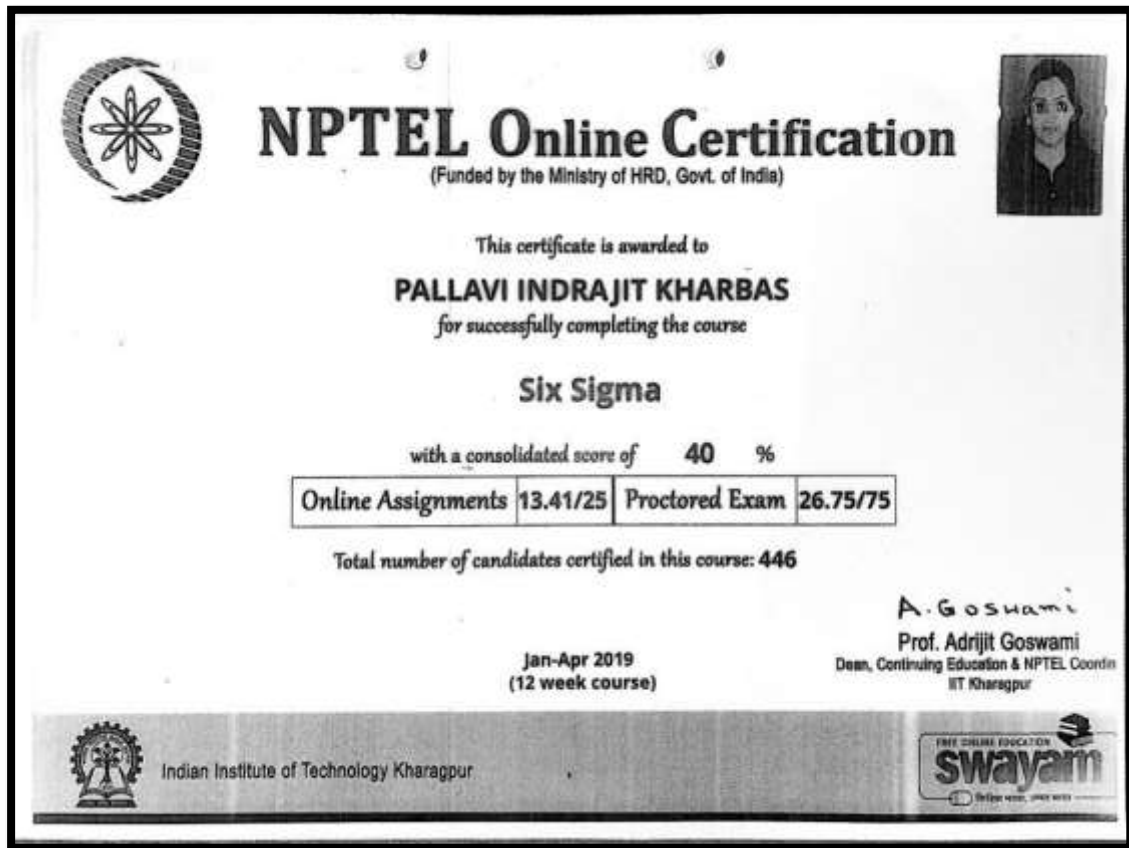 NPTEL Online Certification
(Funded by the Ministry of HRD, Govt. of India)
This certificate is awarded to
PALLAVI INDRAJIT KHARBAS
for successfully completing the course
Six Sigma
with a consolidated score of 40 %
Online Assignments 13.41/25 Proctored Exam 26.75/75
Total number of candidates certified in this course: 446
A. Goswami
Prof. Adrijit Goswami
Dean, Continuing Education & NPTEL Coordin
IIT Kharagpur
Jan-Apr 2019
(12 week course)
Indian Institute of Technology Kharagpur
FREE ONLINE EDUCATION
swayam